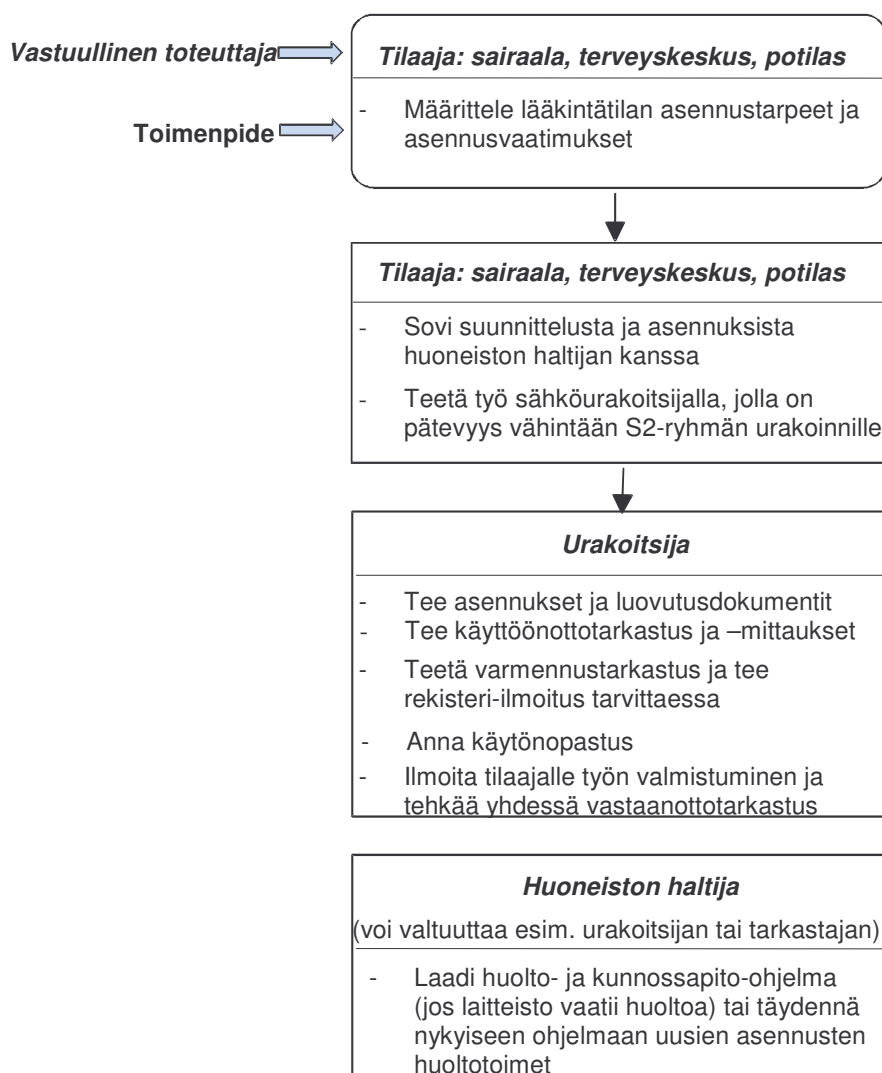 Vastuullinen toteuttaja
Tilaaja: sairaala, terveyskeskus, potilas
Toimenpide
- Määrittele lääkintätilan asennustarpeet ja
asennusvaatimukset
Tilaaja: sairaala, terveyskeskus, potilas
- Sovi suunnittelusta ja asennuksista
huoneiston haltijan kanssa
- Teetä työ sähköurakoitsijalla, jolla on
pätevyys vähintään S2-ryhmän urakoinnille
Urakoitsija
- Tee asennukset ja luovutusdokumentit
- Tee käyttöönottotarkastus ja –mittaukset
- Teetä varmennustarkastus ja tee
rekisteri-ilmoitus tarvittaessa
- Anna käytönopastus
- Ilmoita tilaajalle työn valmistuminen ja
tehkää yhdessä vastaanottotarkastus
Huoneiston haltija
(voi valtuuttaa esim. urakoitsijan tai tarkastajan)
- Laadi huolto- ja kunnossapito-ohjelma
(jos laitteisto vaatii huoltoa) tai täydennä
nykyiseen ohjelmaan uusien asennusten
huoltotoimet